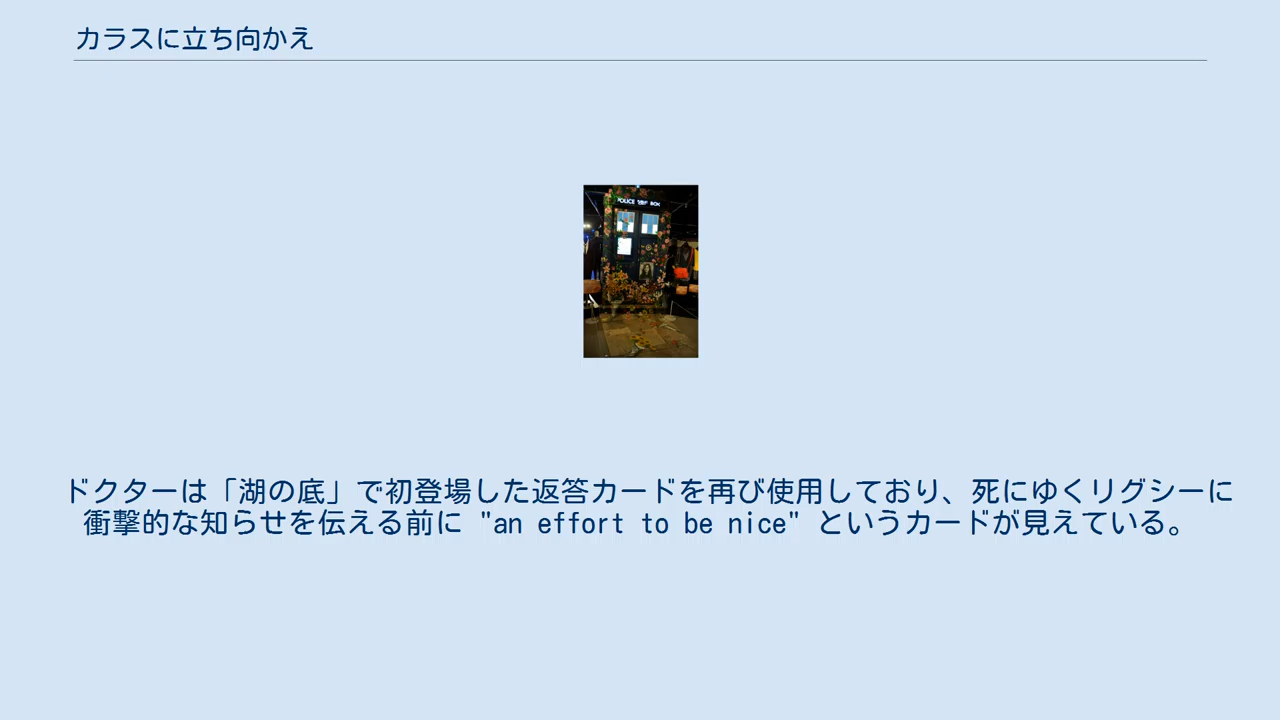 カラスに立ち向かえ
POLICE BOX
ドクターは「湖の底」で初登場した返答カードを再び使用しており、死にゆくリグシーに
衝撃的な知らせを伝える前に "an effort to be nice" というカードが見えている。